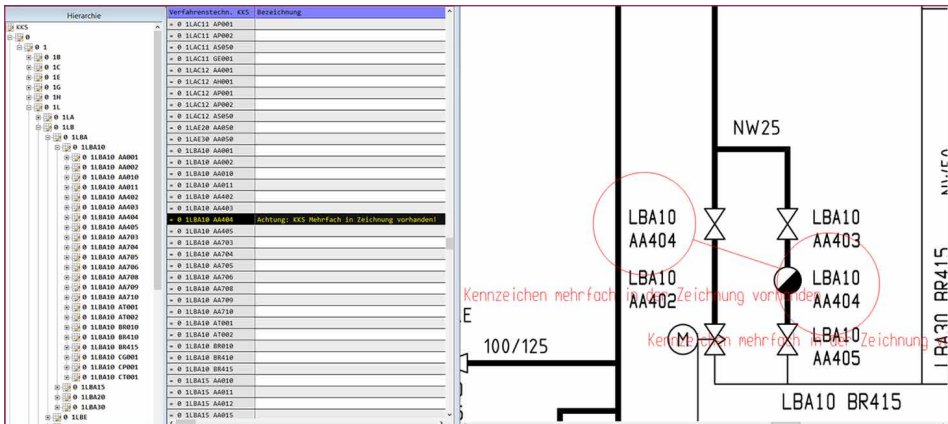 Hierarchie
KKS
0
0 1
0 1B
0 1C
0 1E
0 1G
0 1H
0 1L
0 1LA
0 1LB
0 1LBA
0 1LBA10
0 1LBA10 AA001
0 1LBA10 AA002
0 1LBA10 AA010
0 1LBA10 AA011
0 1LBA10 AA402
0 1LBA10 AA403
0 1LBA10 AA404
0 1LBA10 AA405
0 1LBA10 AA703
0 1LBA10 AA704
0 1LBA10 AA705
0 1LBA10 AA706
0 1LBA10 AA708
0 1LBA10 AA709
0 1LBA10 AA710
0 1LBA10 AT001
0 1LBA10 AT002
0 1LBA10 BR010
0 1LBA10 BR410
0 1LBA10 BR415
0 1LBA10 CG001
0 1LBA10 CP001
0 1LBA10 CT001
0 1LBA15
0 1LBA20
0 1LBA30
0 1LBE
Verfahrenstechn. KKS Bezeichnung
= 0 1LAC11 AP001
= 0 1LAC11 AP002
= 0 1LAC11 AS050
= 0 1LAC11 GE001
= 0 1LAC12 AA001
= 0 1LAC12 AH001
= 0 1LAC12 AP001
= 0 1LAC12 AP002
= 0 1LAC12 AS050
= 0 1LAE20 AA050
= 0 1LAE30 AA050
= 0 1LBA10 AA001
= 0 1LBA10 AA002
= 0 1LBA10 AA010
= 0 1LBA10 AA011
= 0 1LBA10 AA402
= 0 1LBA10 AA403
= 0 1LBA10 AA404 Achtung: KKS Mehrfach in Zeichnung vorhanden!
= 0 1LBA10 AA405
= 0 1LBA10 AA703
= 0 1LBA10 AA704
= 0 1LBA10 AA705
= 0 1LBA10 AA706
= 0 1LBA10 AA708
= 0 1LBA10 AA709
= 0 1LBA10 AA710
= 0 1LBA10 AT001
= 0 1LBA10 AT002
= 0 1LBA10 BR010
= 0 1LBA10 BR410
= 0 1LBA10 BR415
= 0 1LBA15 AA010
= 0 1LBA15 AA011
= 0 1LBA15 AA012
= 0 1LBA15 AA015
NW25
LBA10
AA404
LBA10
AA403
LBA10
AA402
LBA10
AA404
Kennzeichen mehrfach in der Zeichnung vorhanden
Kennzeichen mehrfach in der Zeichnung
M
LBA10
AA405
100/125
LBA10 BR415
LBA30 BR415